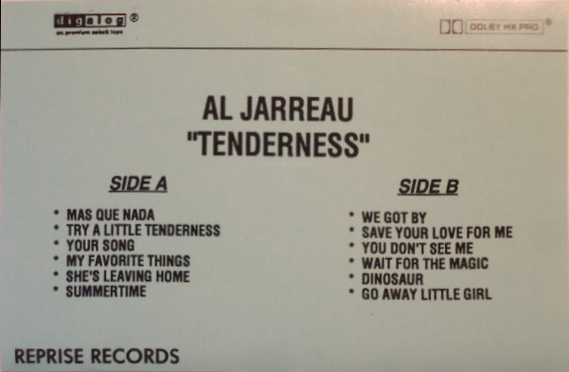 digalog ®
on premium cobalt tape
DOLBY HX PRO ®
AL JARREAU
"TENDERNESS"
SIDE A
* MAS QUE NADA
* TRY A LITTLE TENDERNESS
* YOUR SONG
* MY FAVORITE THINGS
* SHE'S LEAVING HOME
* SUMMERTIME
SIDE B
* WE GOT BY
* SAVE YOUR LOVE FOR ME
* YOU DON'T SEE ME
* WAIT FOR THE MAGIC
* DINOSAUR
* GO AWAY LITTLE GIRL
REPRISE RECORDS